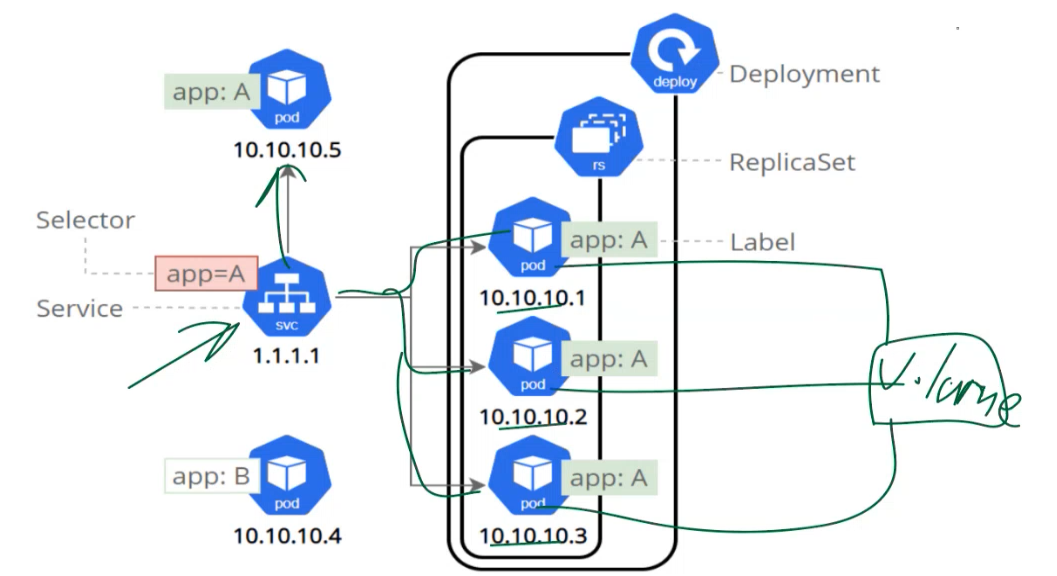 deploy
Deployment
app: A
pod
10.10.10.5
rs
ReplicaSet
Selector
app=A
Service
svc
1.1.1.1
app: A
Label
pod
10.10.10.1
app: A
pod
10.10.10.2
Volume
app: B
pod
10.10.10.4
app: A
pod
10.10.10.3